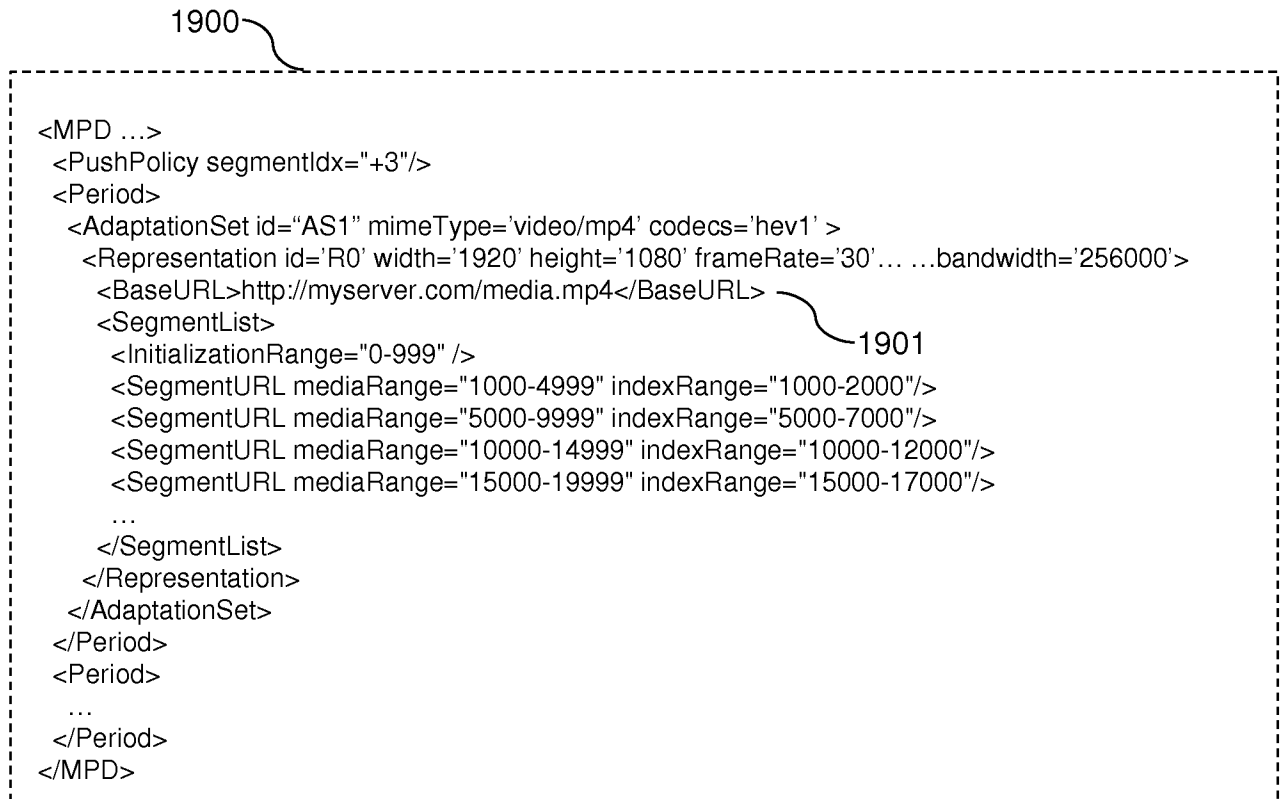 1900
<MPD …>
<PushPolicy segmentIdx="+3"/>
<Period>
<AdaptationSet id=“AS1” mimeType=’video/mp4’ codecs=’hev1’ >
<Representation id=’R0’ width=’1920’ height=’1080’ frameRate=’30’… …bandwidth=’256000’>
<BaseURL>http://myserver.com/media.mp4</BaseURL>
1901
<SegmentList>
<InitializationRange="0-999" />
<SegmentURL mediaRange="1000-4999" indexRange="1000-2000"/>
<SegmentURL mediaRange="5000-9999" indexRange="5000-7000"/>
<SegmentURL mediaRange="10000-14999" indexRange="10000-12000"/>
<SegmentURL mediaRange="15000-19999" indexRange="15000-17000"/>
…
</SegmentList>
</Representation>
</AdaptationSet>
</Period>
<Period>
…
</Period>
</MPD>